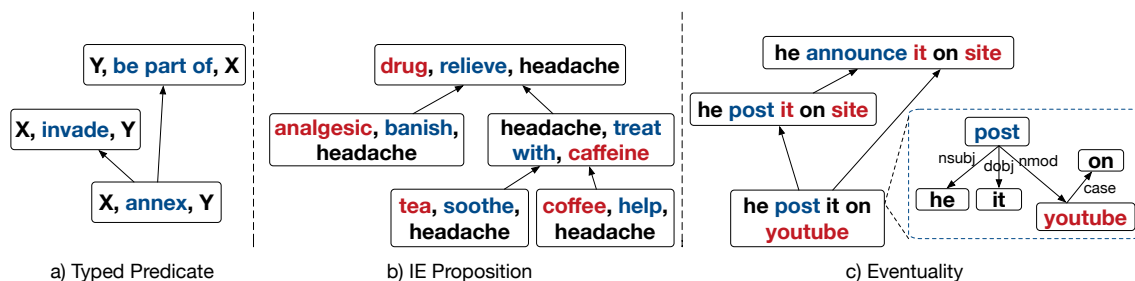 Y, be part of, X
X, invade, Y
X, annex, Y
a) Typed Predicate
drug, relieve, headache
analgesic, banish,
headache
headache, treat
with, caffeine
tea, soothe,
headache
coffee, help,
headache
b) IE Proposition
he announce it on site
he post it on site
he post it on
youtube
post
nsubj
dobj
nmod
on
case
he
it
youtube
c) Eventuality